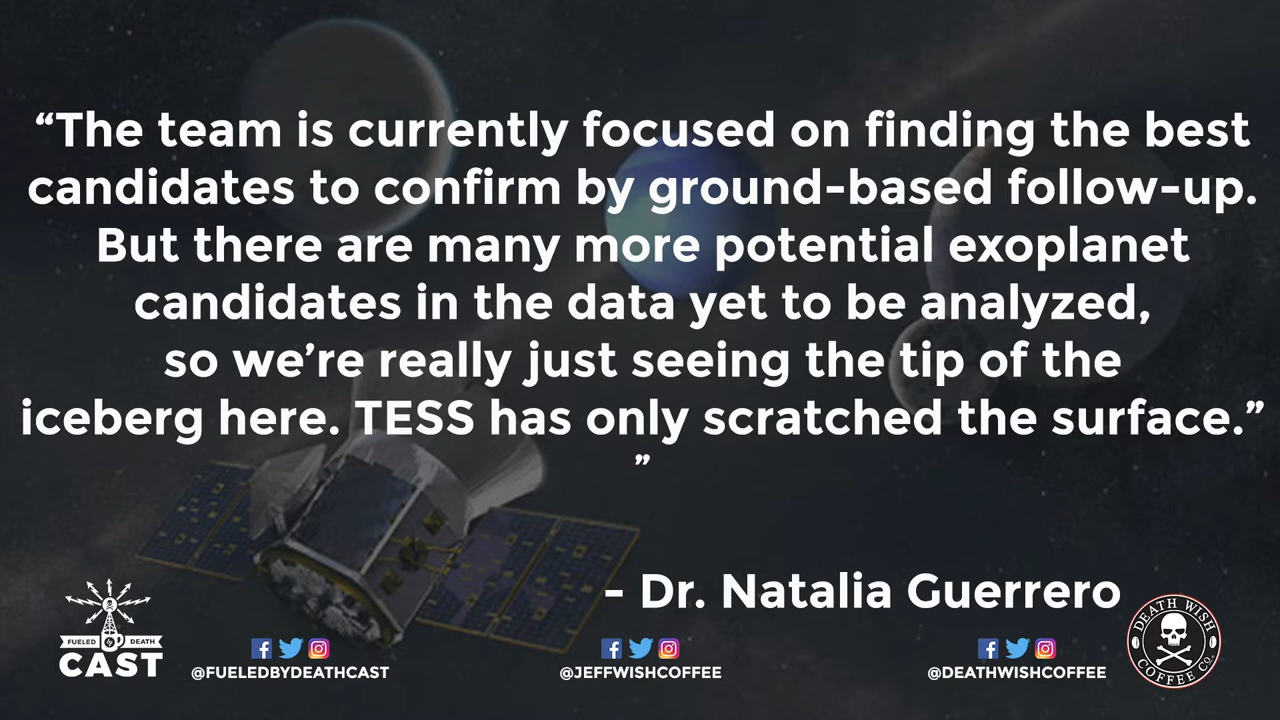 “The team is currently focused on finding the best
candidates to confirm by ground-based follow-up.
But there are many more potential exoplanet
candidates in the data yet to be analyzed,
so we’re really just seeing the tip of the
iceberg here. TESS has only scratched the surface.”
”
- Dr. Natalia Guerrero
FUELED DEATH
CAST
@FUELEDBYDEATHCAST
@JEFFWISHCOFFEE
@DEATHWISHCOFFEE
DEATH WISH
COFFEE Co.